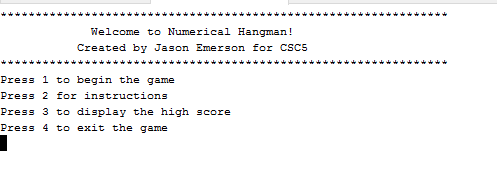 ****************************************************************
Welcome to Numerical Hangman!
Created by Jason Emerson for CSC5
****************************************************************
Press 1 to begin the game
Press 2 for instructions
Press 3 to display the high score
Press 4 to exit the game